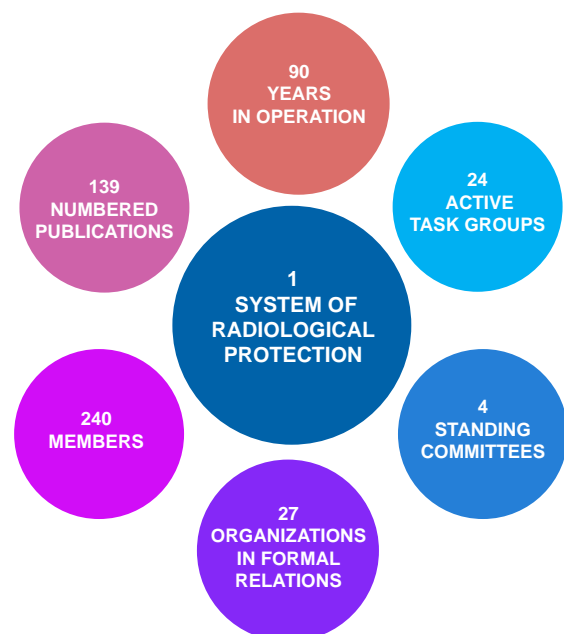 90
YEARS
IN OPERATION
139
NUMBERED
PUBLICATIONS
24
ACTIVE
TASK GROUPS
1
SYSTEM OF
RADIOLOGICAL
PROTECTION
240
MEMBERS
4
STANDING
COMMITTEES
27
ORGANIZATIONS
IN FORMAL
RELATIONS